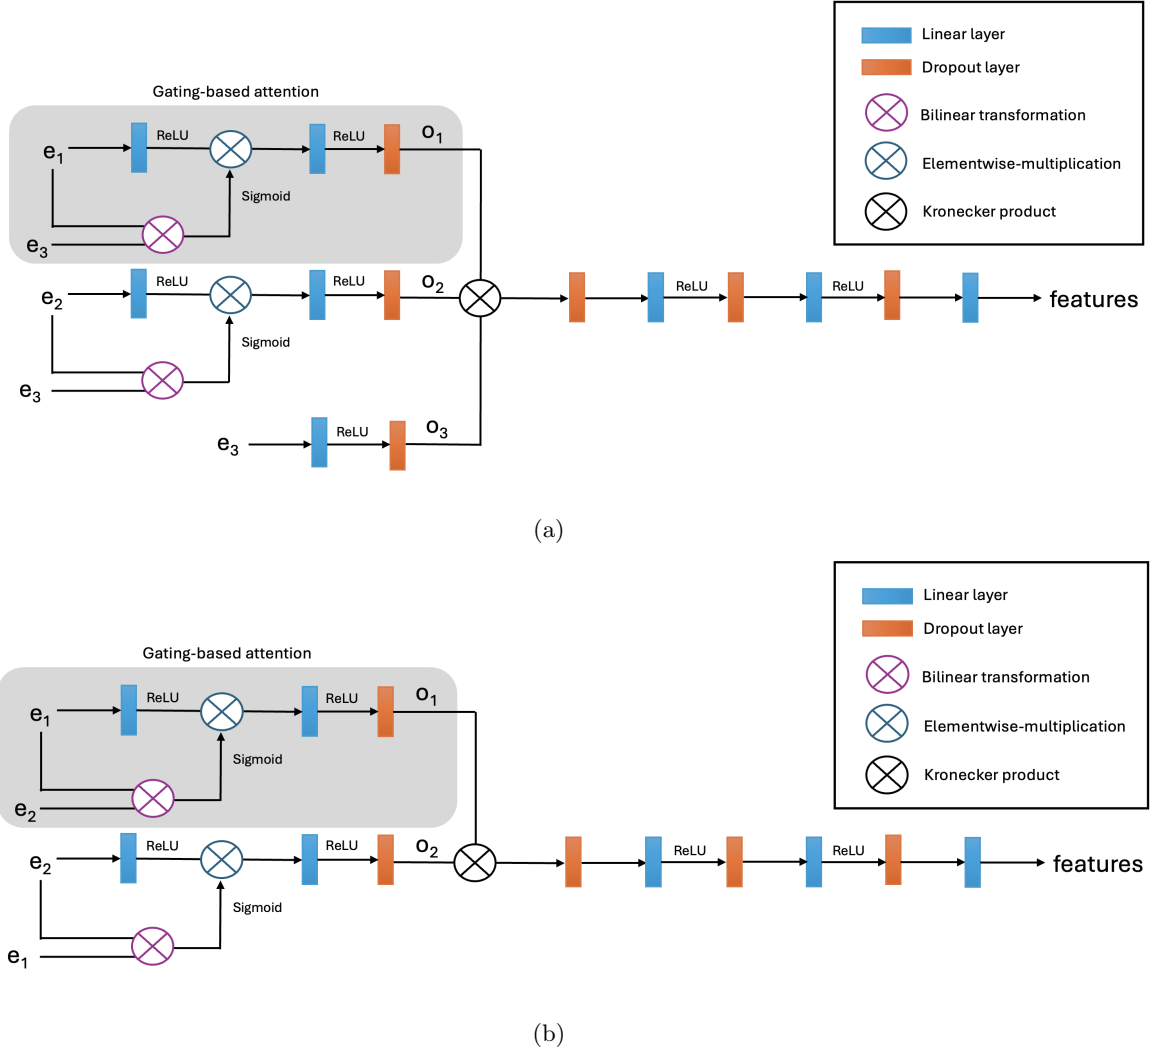 Linear layer
Dropout layer
Bilinear transformation
Elementwise-multiplication
Kronecker product
Gating-based attention
e₁ ReLU ReLU o₁
Sigmoid
e₃
e₂ ReLU ReLU o₂ ReLU ReLU features
Sigmoid
e₃
e₃ ReLU o₃
(a)
Linear layer
Dropout layer
Bilinear transformation
Elementwise-multiplication
Kronecker product
Gating-based attention
e₁ ReLU ReLU o₁
Sigmoid
e₂
e₂ ReLU ReLU o₂ ReLU ReLU features
Sigmoid
e₁
(b)